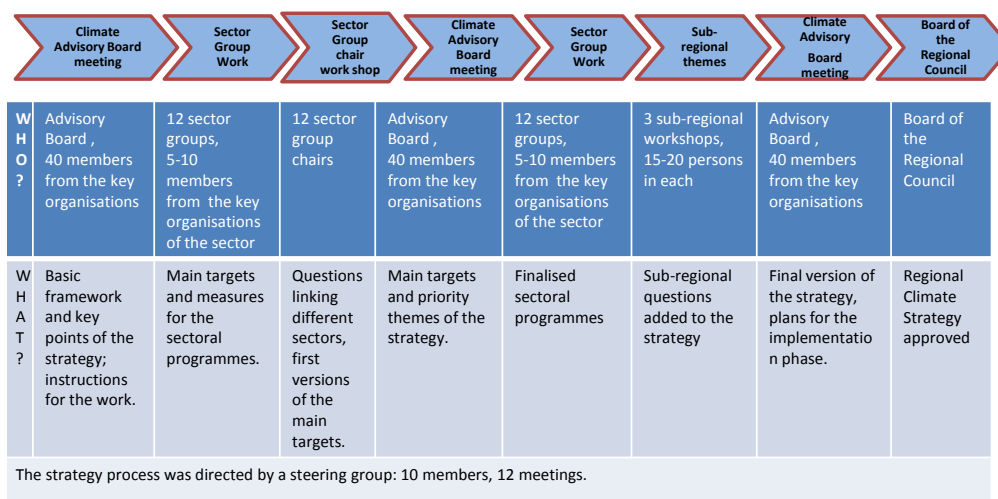 Climate
Advisory Board
meeting
Sector
Group
Work
Sector
Group
chair
work shop
Climate
Advisory
Board
meeting
Sector
Group
Work
Sub-
regional
themes
Climate
Advisory
Board
meeting
Board of
the
Regional
Council
W
H
O
?
Advisory
Board ,
40 members
from the key
organisations
12 sector
groups,
5-10
members
from the key
organisations
of the sector
12 sector
group
chairs
Advisory
Board ,
40 members
from the key
organisations
12 sector
groups,
5-10 members
from the key
organisations
of the sector
3 sub-regional
workshops,
15-20 persons
in each
Advisory
Board ,
40 members
from the key
organisations
Board of
the
Regional
Council
W
H
A
T
?
Basic
framework
and key
points of the
strategy;
instructions
for the work.
Main targets
and measures
for the
sectoral
programmes.
Questions
linking
different
sectors,
first
versions
of the
main
targets.
Main targets
and priority
themes of the
strategy.
Finalised
sectoral
programmes
Sub-regional
questions
added to the
strategy
Final version of
the strategy,
plans for the
implementatio
n phase.
Regional
Climate
Strategy
approved
The strategy process was directed by a steering group: 10 members, 12 meetings.